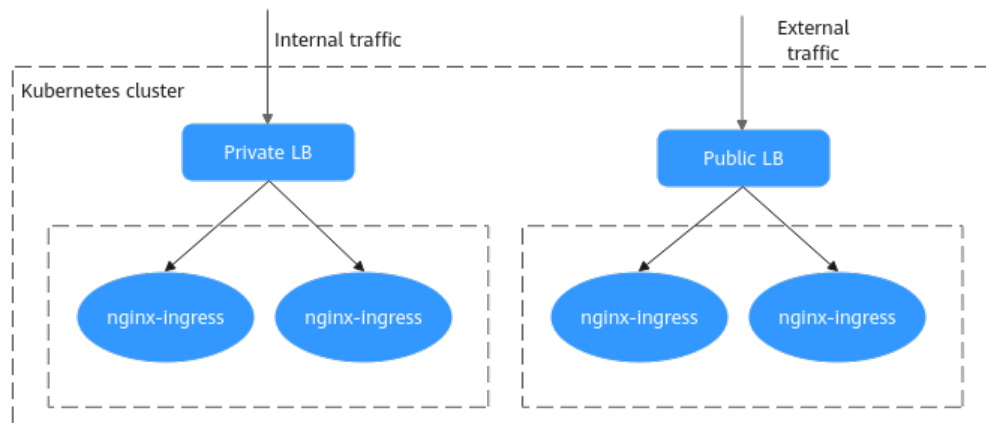 Internal traffic
External
traffic
Kubernetes cluster
Private LB
Public LB
nginx-ingress
nginx-ingress
nginx-ingress
nginx-ingress